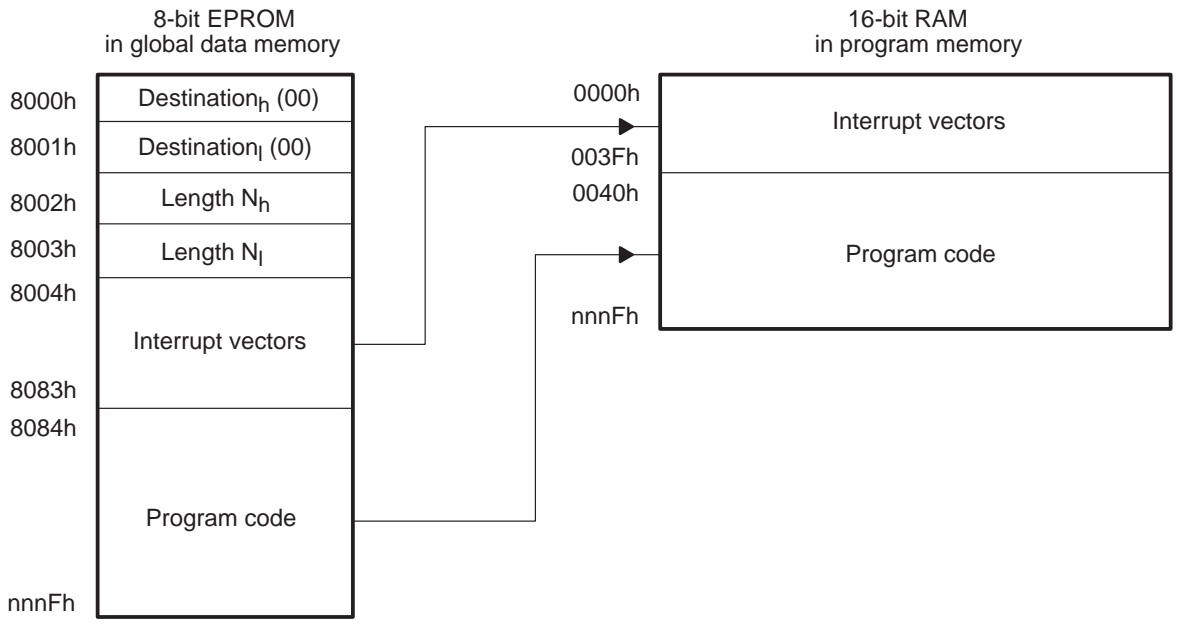 8-bit EPROM
in global data memory
8000h
Destinationh (00)
8001h
Destinationl (00)
8002h
Length Nh
8003h
Length Nl
8004h
Interrupt vectors
8083h
8084h
Program code
nnnFh
16-bit RAM
in program memory
0000h
Interrupt vectors
003Fh
0040h
Program code
nnnFh